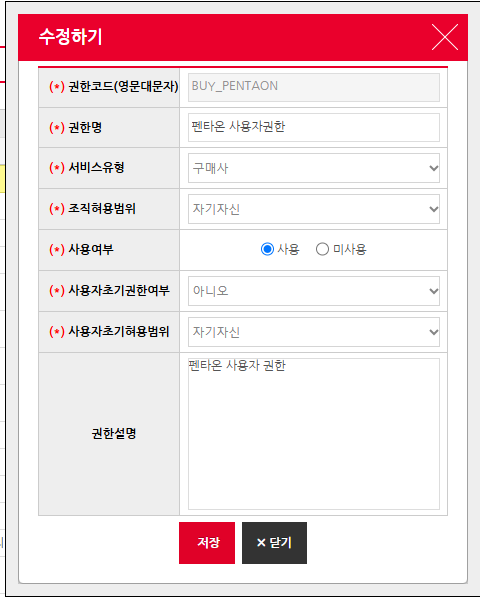 수정하기
(*) 권한코드(영문대문자) BUY_PENTAON
(*) 권한명 펜타온 사용자권한
(*) 서비스유형 구매사
(*) 조직허용범위 자기자신
(*) 사용여부 사용 미사용
(*) 사용자초기권한여부 아니오
(*) 사용자초기허용범위 자기자신
권한설명 펜타온 사용자 권한
저장 × 닫기